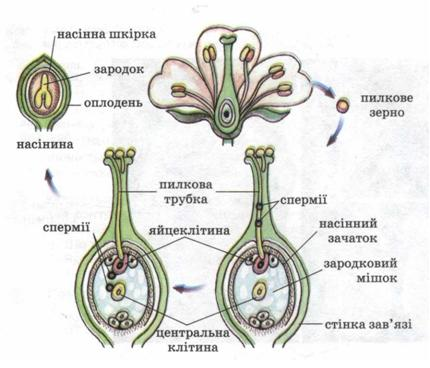 насінна шкірка
зародок
оплодень
насінина
пилкове
зерно
пилкова
трубка
спермії
спермії
яйцеклітина
насінний
зачаток
зародковий
мішок
центральна
клітина
стінка зав'язі